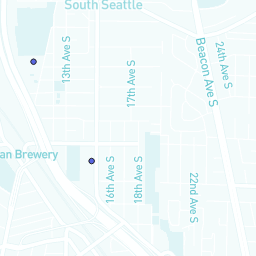 South Seattle
13th Ave S
17th Ave S
Beacon Ave S
24th Ave S
an Brewery
16th Ave S
18th Ave S
22nd Ave S